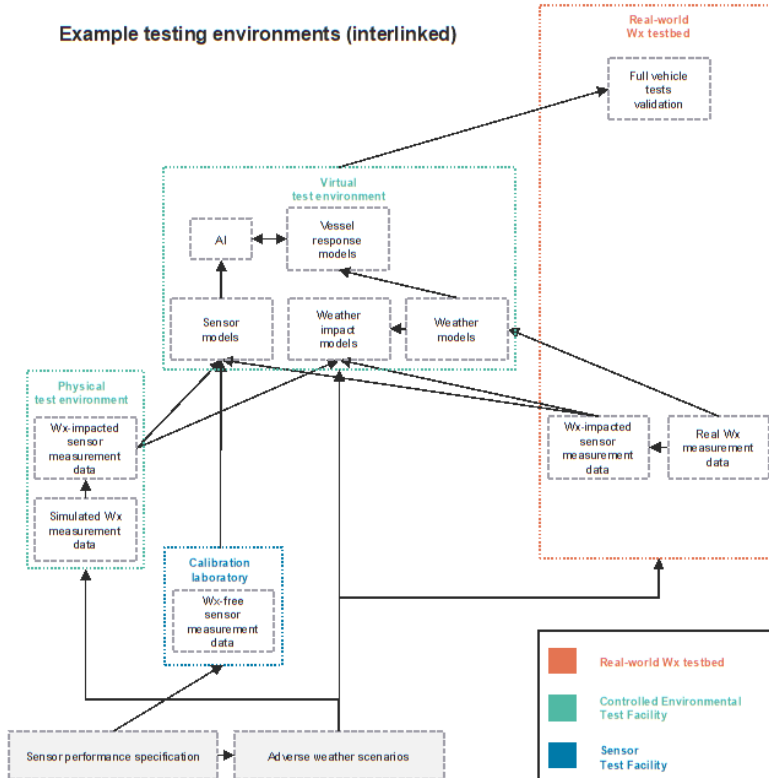 Example testing environments (interlinked)
Real-world
Wx testbed
Full vehicle
tests
validation
Virtual
test environment
AI
Vessel
response
models
Sensor
models
Weather
impact
models
Weather
models
Physical
test environment
Wx-impacted
sensor
measurement
data
Simulated Wx
measurement
data
Wx-impacted
sensor
measurement
data
Real Wx
measurement
data
Calibration
laboratory
Wx-free
sensor
measurement
data
Sensor performance specification
Adverse weather scenarios
Real-world Wx testbed
Controlled Environmental
Test Facility
Sensor
Test Facility